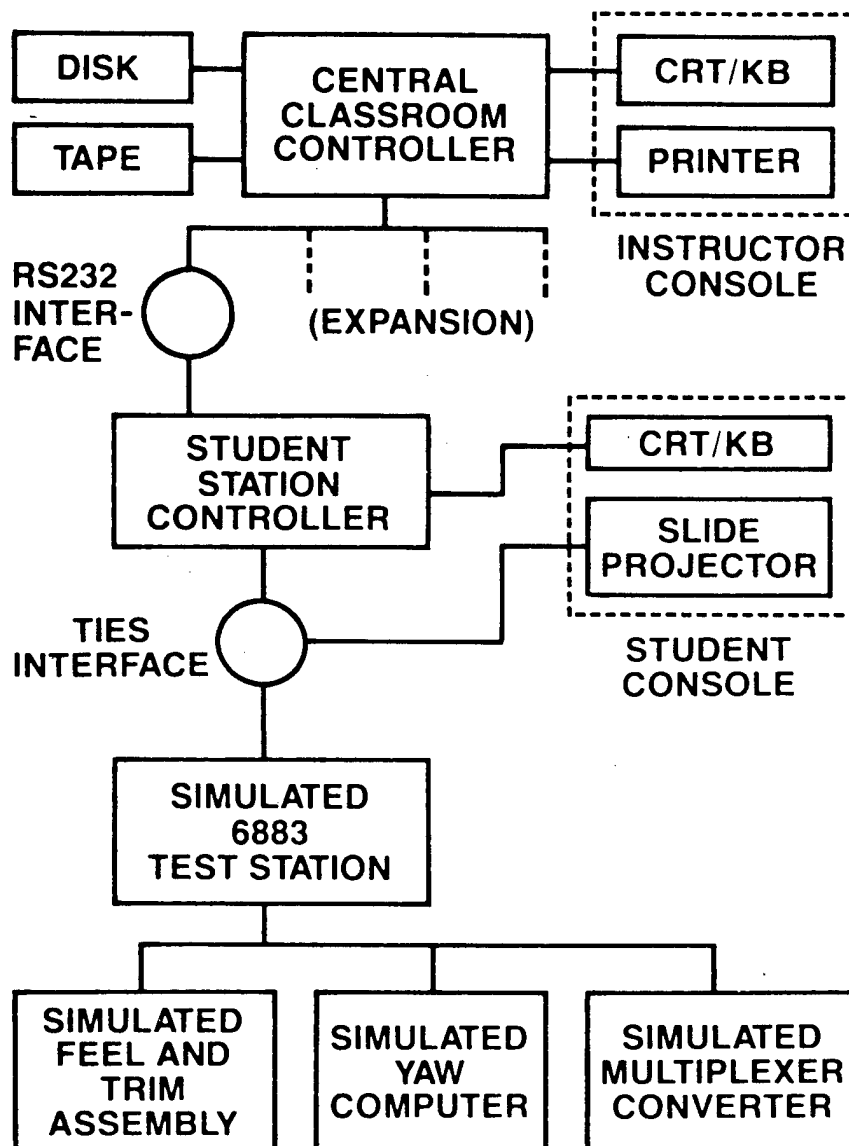 DISK
TAPE
CENTRAL
CLASSROOM
CONTROLLER
CRT/KB
PRINTER
INSTRUCTOR
CONSOLE
RS232
INTER-
FACE
(EXPANSION)
STUDENT
STATION
CONTROLLER
CRT/KB
SLIDE
PROJECTOR
STUDENT
CONSOLE
TIES
INTERFACE
SIMULATED
6883
TEST STATION
SIMULATED
FEEL AND
TRIM
ASSEMBLY
SIMULATED
YAW
COMPUTER
SIMULATED
MULTIPLEXER
CONVERTER